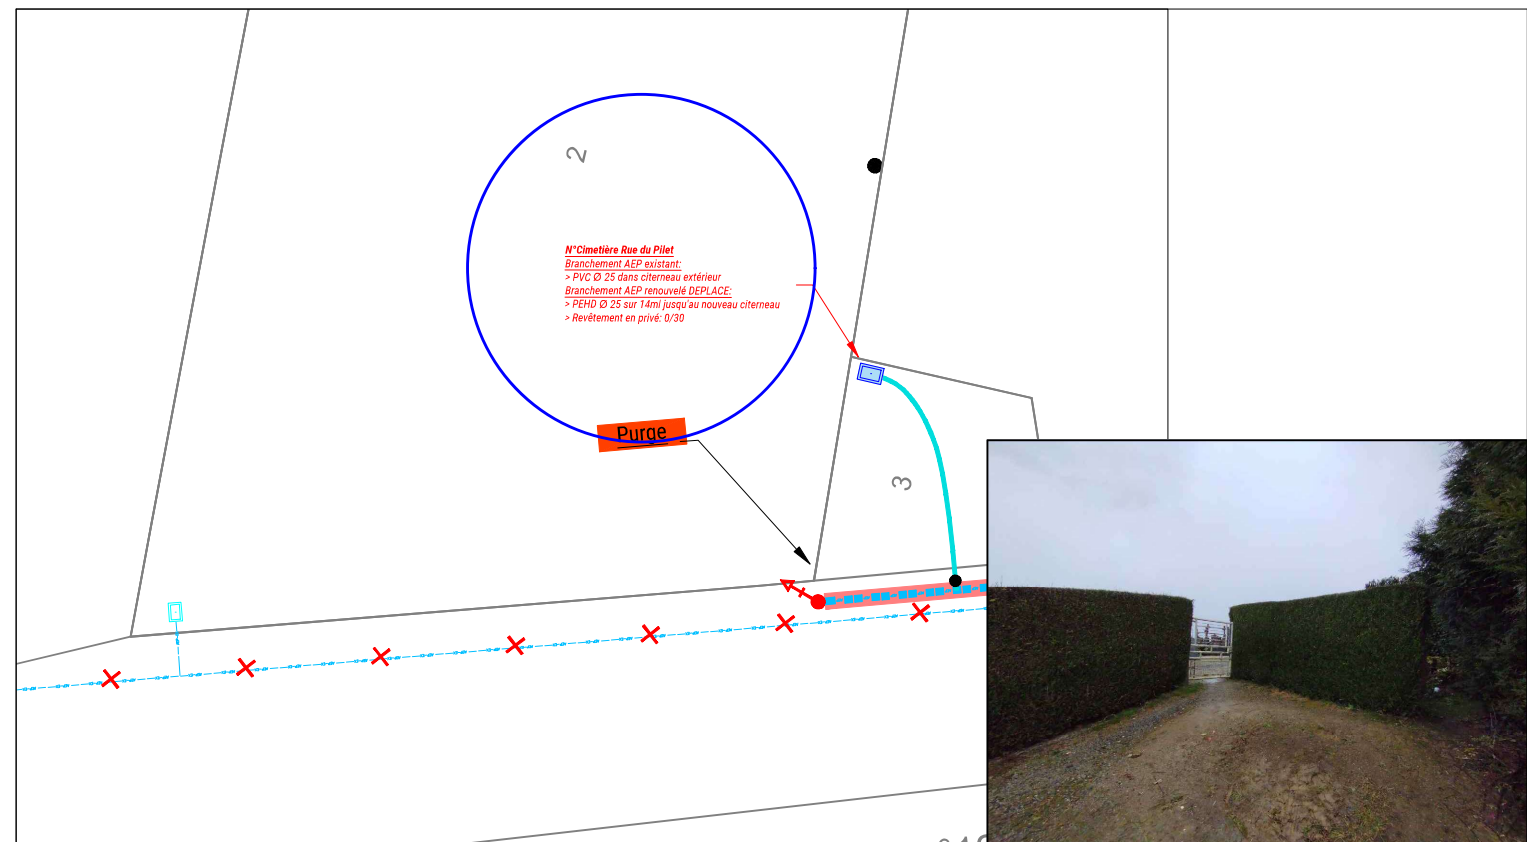 2
N°Cimetière Rue du Pilet
Branchement AEP existant:
> PVC Ø 25 dans citerneau extérieur
Branchement AEP renouvelé DEPLACE:
> PEHD Ø 25 sur 14ml jusqu'au nouveau citerneau
> Revêtement en privé: 0/30
Purge
3